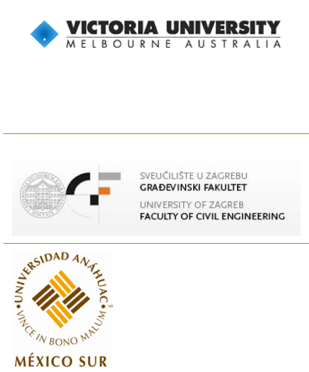 VICTORIA UNIVERSITY
MELBOURNE AUSTRALIA
SVEUČILIŠTE U ZAGREBU
GRAĐEVINSKI FAKULTET
UNIVERSITY OF ZAGREB
FACULTY OF CIVIL ENGINEERING
UNIVERSIDAD ANÁHUAC
VINCE IN BONO MALUM
MÉXICO SUR